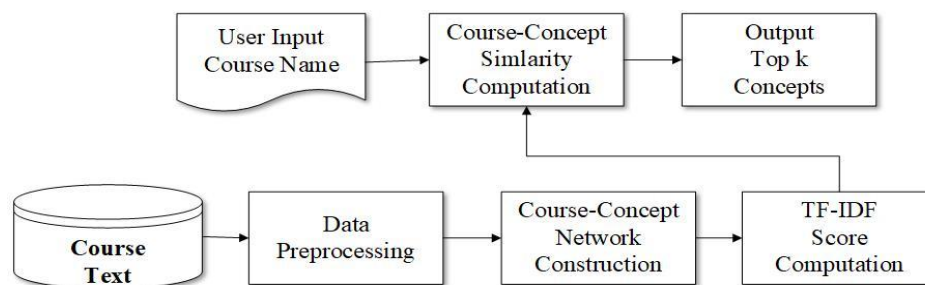 User Input
Course Name
Course-Concept
Simlarity
Computation
Output
Top k
Concepts
Course
Text
Data
Preprocessing
Course-Concept
Network
Construction
TF-IDF
Score
Computation